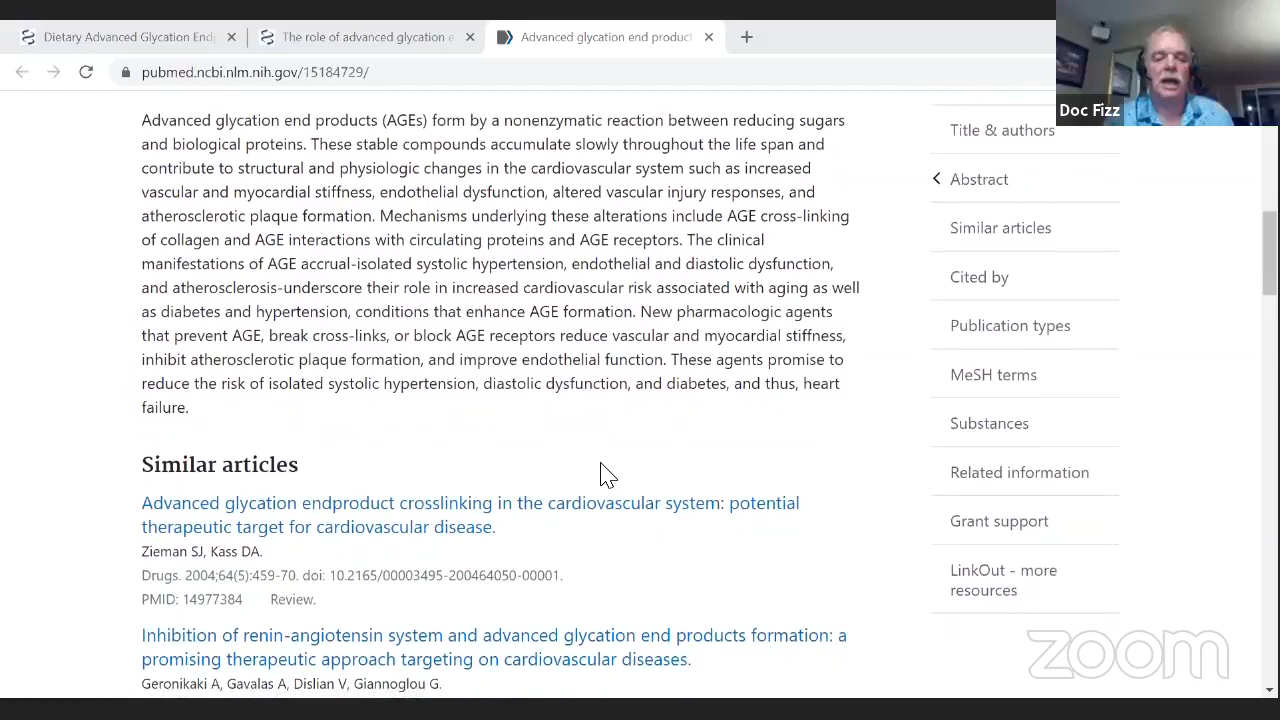 Dietary Advanced Glycation End
The role of advanced glycation e
Advanced glycation end product
pubmed.ncbi.nlm.nih.gov/15184729/
Doc Fizz
Advanced glycation end products (AGEs) form by a nonenzymatic reaction between reducing sugars
and biological proteins. These stable compounds accumulate slowly throughout the life span and
contribute to structural and physiologic changes in the cardiovascular system such as increased
vascular and myocardial stiffness, endothelial dysfunction, altered vascular injury responses, and
atherosclerotic plaque formation. Mechanisms underlying these alterations include AGE cross-linking
of collagen and AGE interactions with circulating proteins and AGE receptors. The clinical
manifestations of AGE accrual-isolated systolic hypertension, endothelial and diastolic dysfunction,
and atherosclerosis-underscore their role in increased cardiovascular risk associated with aging as well
as diabetes and hypertension, conditions that enhance AGE formation. New pharmacologic agents
that prevent AGE, break cross-links, or block AGE receptors reduce vascular and myocardial stiffness,
inhibit atherosclerotic plaque formation, and improve endothelial function. These agents promise to
reduce the risk of isolated systolic hypertension, diastolic dysfunction, and diabetes, and thus, heart
failure.
Similar articles
Advanced glycation endproduct crosslinking in the cardiovascular system: potential
therapeutic target for cardiovascular disease.
Zieman SJ, Kass DA.
Drugs. 2004;64(5):459-70. doi: 10.2165/00003495-200464050-00001.
PMID: 14977384 Review.
Inhibition of renin-angiotensin system and advanced glycation end products formation: a
promising therapeutic approach targeting on cardiovascular diseases.
Geronikaki A, Gavalas A, Dislian V, Giannoglou G.
Title & authors
Abstract
Similar articles
Cited by
Publication types
MeSH terms
Substances
Related information
Grant support
LinkOut - more
resources
zoom